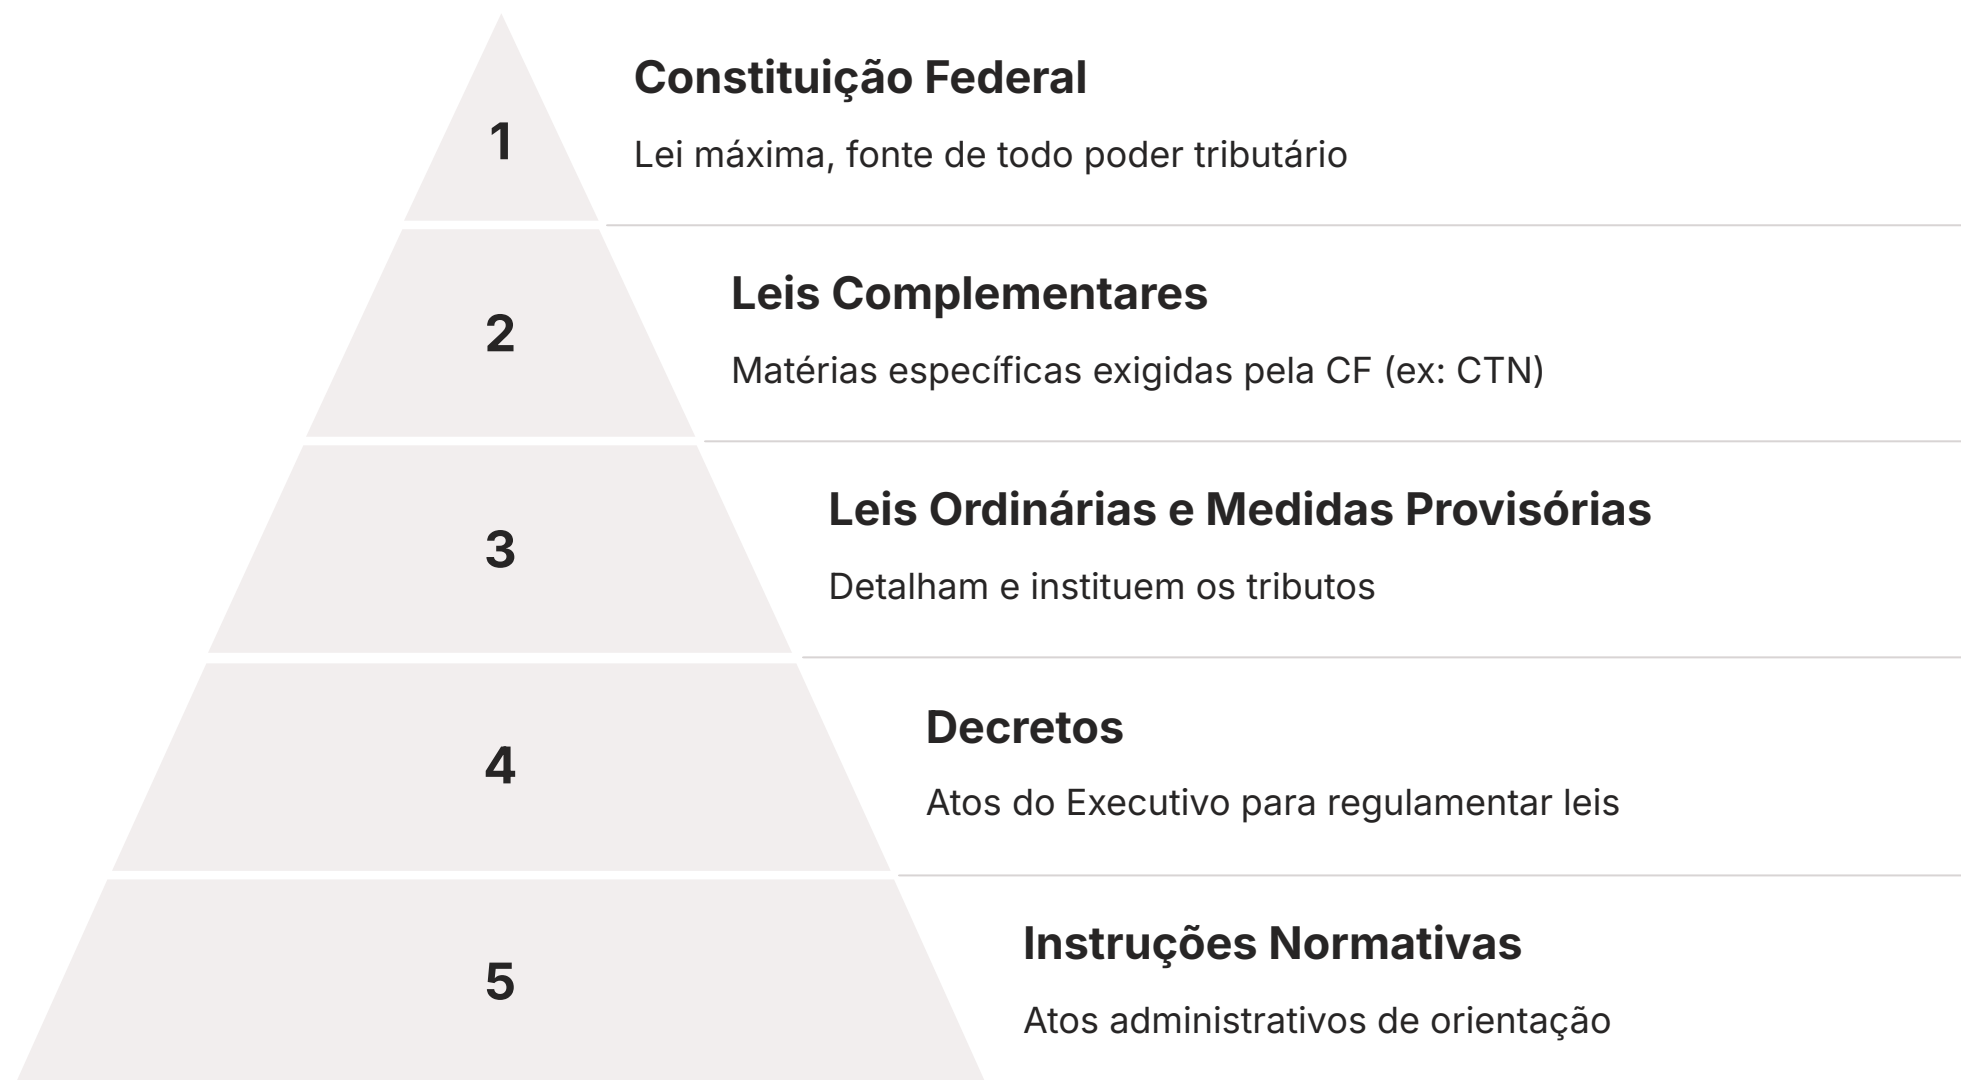 1
Constituição Federal
Lei máxima, fonte de todo poder tributário
2
Leis Complementares
Matérias específicas exigidas pela CF (ex: CTN)
3
Leis Ordinárias e Medidas Provisórias
Detalham e instituem os tributos
4
Decretos
Atos do Executivo para regulamentar leis
5
Instruções Normativas
Atos administrativos de orientação